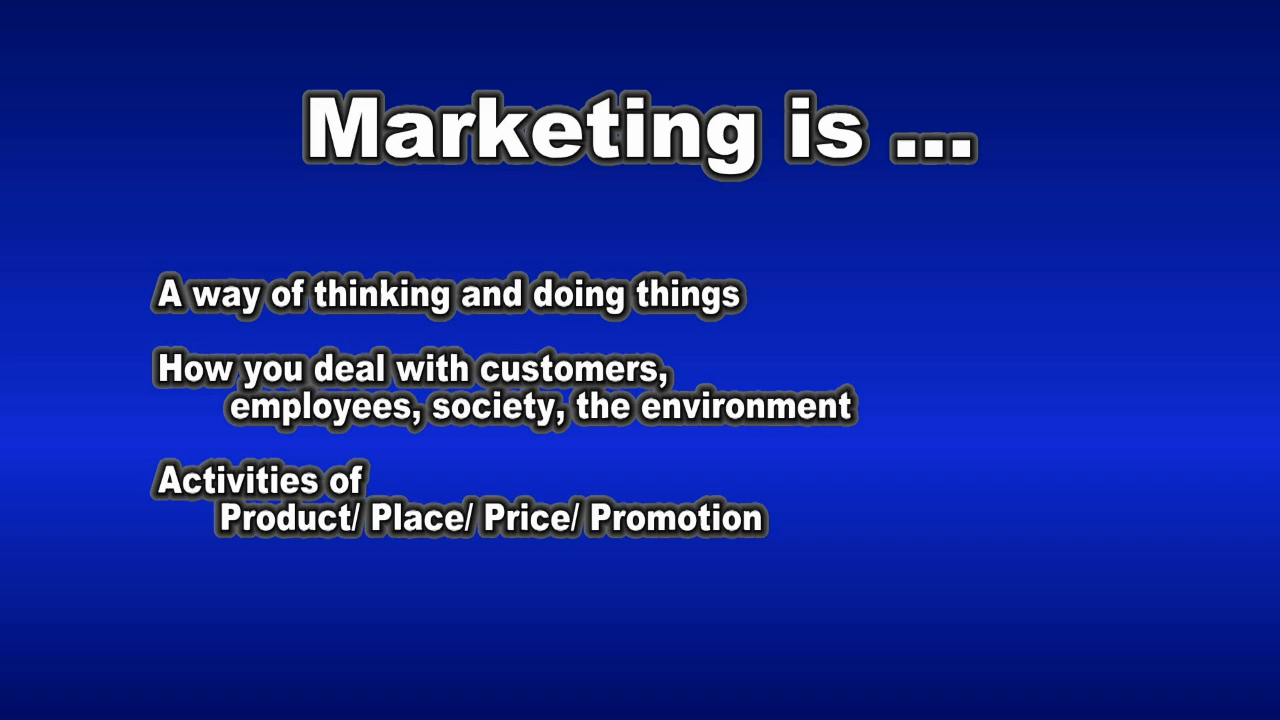 Marketing is ...
A way of thinking and doing things
How you deal with customers,
employees, society, the environment
Activities of
Product/ Place/ Price/ Promotion